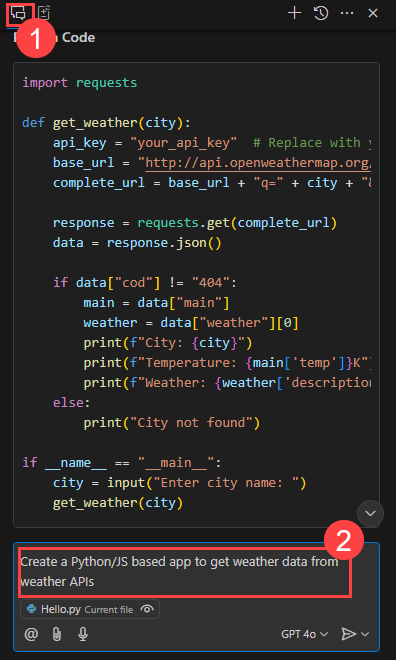 1
n Code
import requests
def get_weather(city):
api_key = "your_api_key"  # Replace with
base_url = "http://api.openweathermap.org/
complete_url = base_url + "q=" + city + "&
response = requests.get(complete_url)
data = response.json()
if data["cod"] != "404":
main = data["main"]
weather = data["weather"][0]
print(f"City: {city}")
print(f"Temperature: {main['temp']}K")
print(f"Weather: {weather['description
else:
print("City not found")
if __name__ == "__main__":
city = input("Enter city name: ")
get_weather(city)
2
Create a Python/JS based app to get weather data from
weather APIs
Hello.py Current file
@ GPT 4o